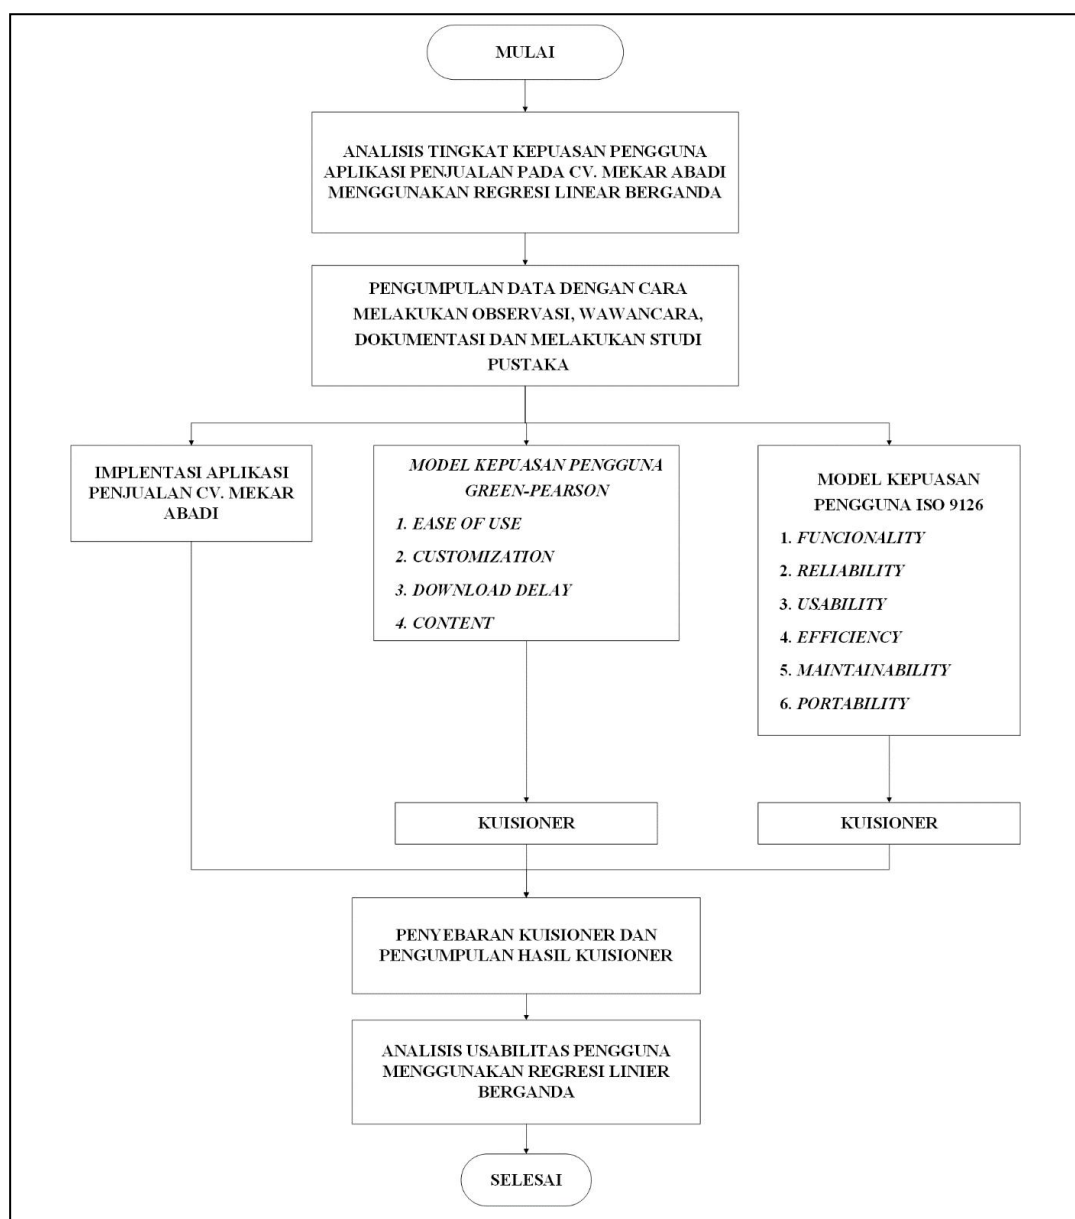 MULAI
ANALISIS TINGKAT KEPUASAN PENGGUNA
APLIKASI PENJUALAN PADA CV. MEKAR ABADI
MENGGUNAKAN REGRESI LINEAR BERGANDA
PENGUMPULAN DATA DENGAN CARA
MELAKUKAN OBSERVASI, WAWANCARA,
DOKUMENTASI DAN MELAKUKAN STUDI
PUSTAKA
IMPLENTASI APLIKASI
PENJUALAN CV. MEKAR
ABADI
MODEL KEPUASAN PENGGUNA
GREEN-PEARSON
1. EASE OF USE
2. CUSTOMIZATION
3. DOWNLOAD DELAY
4. CONTENT
MODEL KEPUASAN
PENGGUNA ISO 9126
1. FUNCIONALITY
2. RELIABILITY
3. USABILITY
4. EFFICIENCY
5. MAINTAINABILITY
6. PORTABILITY
KUISIONER
KUISIONER
PENYEBARAN KUISIONER DAN
PENGUMPULAN HASIL KUISIONER
ANALISIS USABILITAS PENGGUNA
MENGGUNAKAN REGRESI LINIER
BERGANDA
SELESAI